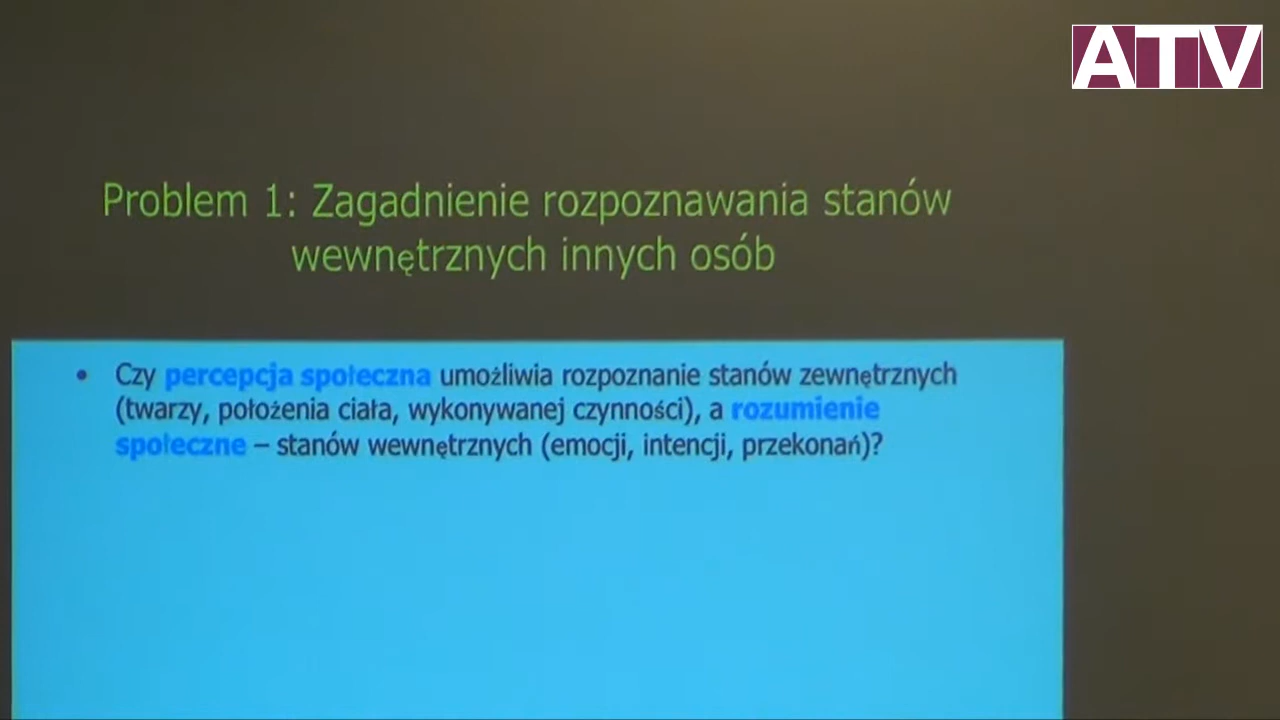 ATV
Problem 1: Zagadnienie rozpoznawania stanów
wewnętrznych innych osób
• Czy percepcja społeczna umożliwia rozpoznanie stanów zewnętrznych
(twarzy, położenia ciała, wykonywanej czynności), a rozumienie
społeczne – stanów wewnętrznych (emocji, intencji, przekonań)?